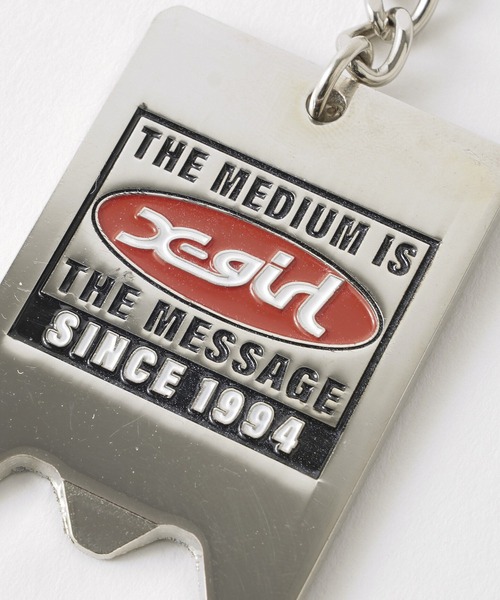 THE MEDIUM IS
X-girl
THE MESSAGE
SINCE 1994